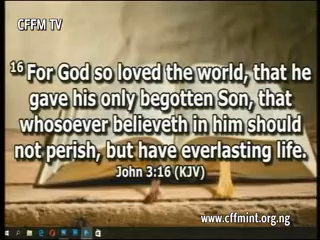 CFFM TV
16 For God so loved the world, that he
gave his only begotten Son, that
whosoever believeth in him should
not perish, but have everlasting life.
John 3:16 (KJV)
www.cffmint.org.ng